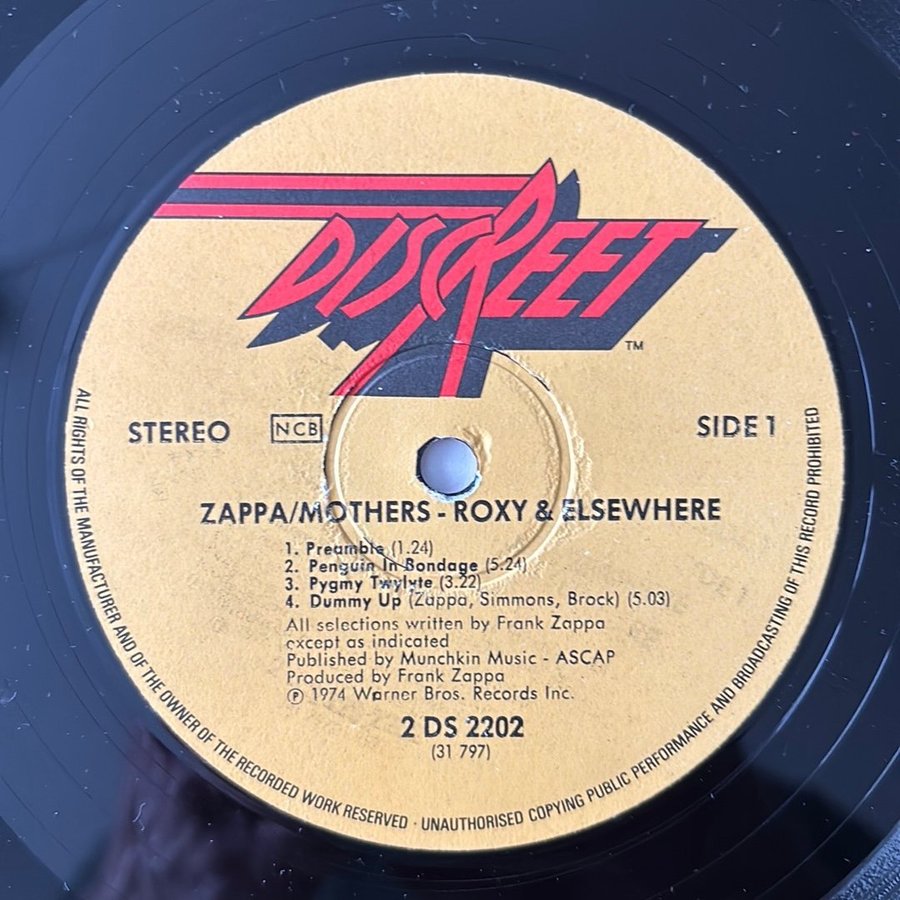 DISCREET
TM
STEREO
NCB
SIDE 1
ZAPPA/MOTHERS - ROXY & ELSEWHERE
1. Preamble (1.24)
2. Penguin In Bondage (5.24)
3. Pygmy Twylyte (3.22)
4. Dummy Up (Zappa, Simmons, Brock) (5.03)
All selections written by Frank Zappa
except as indicated
Published by Munchkin Music - ASCAP
Produced by Frank Zappa
℗ 1974 Warner Bros. Records Inc.
2 DS 2202
(31 797)
ALL RIGHTS OF THE MANUFACTURER AND OF THE OWNER OF THE RECORDED WORK RESERVED · UNAUTHORISED COPYING PUBLIC PERFORMANCE AND BROADCASTING OF THIS RECORD PROHIBITED